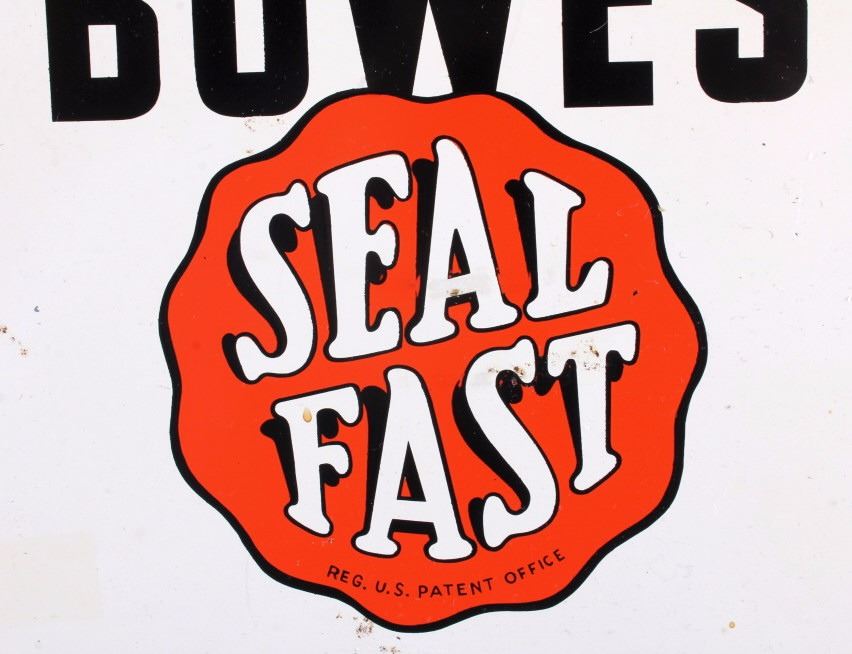 BOWES
SEAL
FAST
REG. U.S. PATENT OFFICE